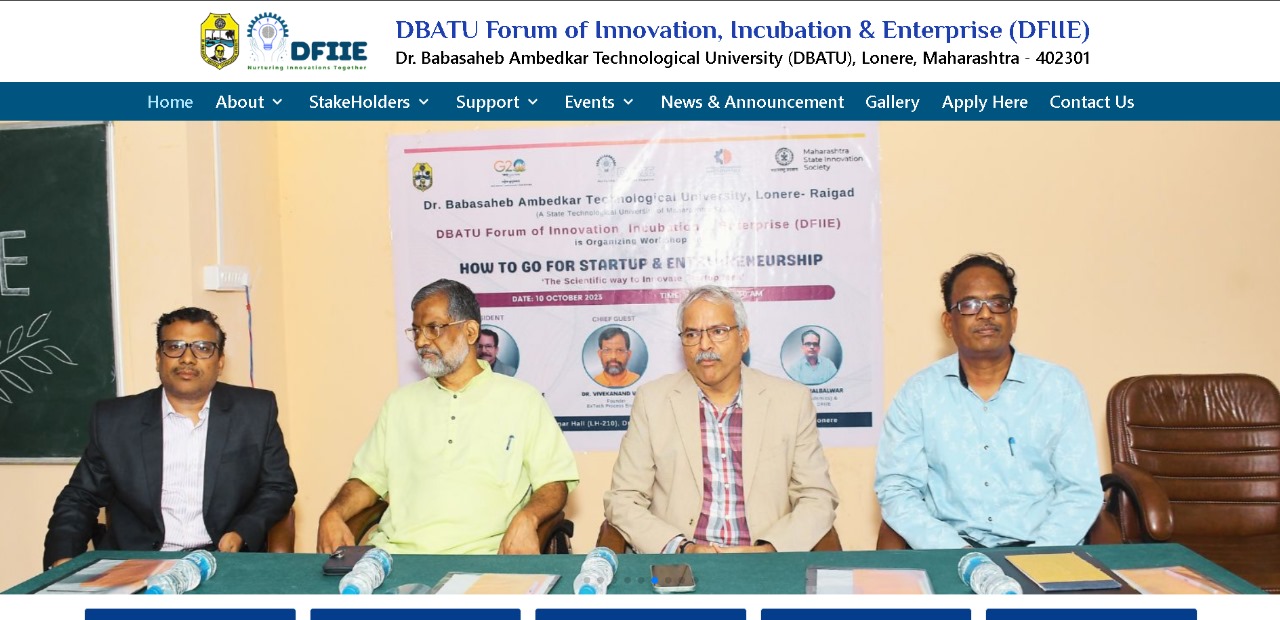 DBATU Forum of Innovation, Incubation & Enterprise (DFIIE)
DFIIE
Nurturing Innovations Together
Dr. Babasaheb Ambedkar Technological University (DBATU), Lonere, Maharashtra - 402301
Home About StakeHolders Support Events News & Announcement Gallery Apply Here Contact Us
G20
Maharashtra
State Innovation
Society
Dr. Babasaheb Ambedkar Technological University, Lonere- Raigad
(A State Technological University of
DBATU Forum of Innovation, Incubation Enterprise (DFIIE)
is Organizing Workshop
HOW TO GO FOR STARTUP & ENTREPRENEURSHIP
'The Scientific way to Innovate
DATE: 10 OCTOBER 2023 TIME: AM
CHIEF GUEST
DR. VIVEKANAND
Founder
Hall (LH-210),
E